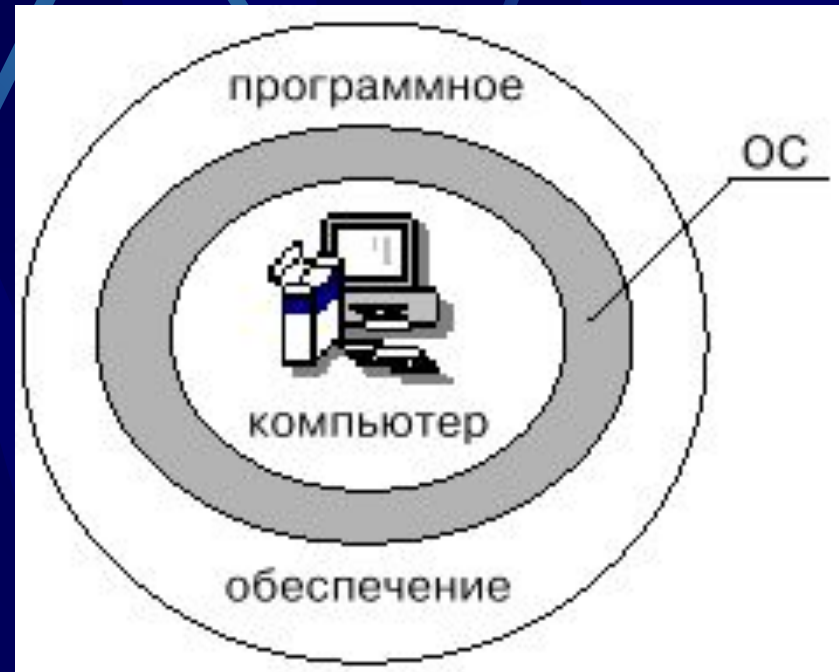 программное
ОС
компьютер
обеспечение